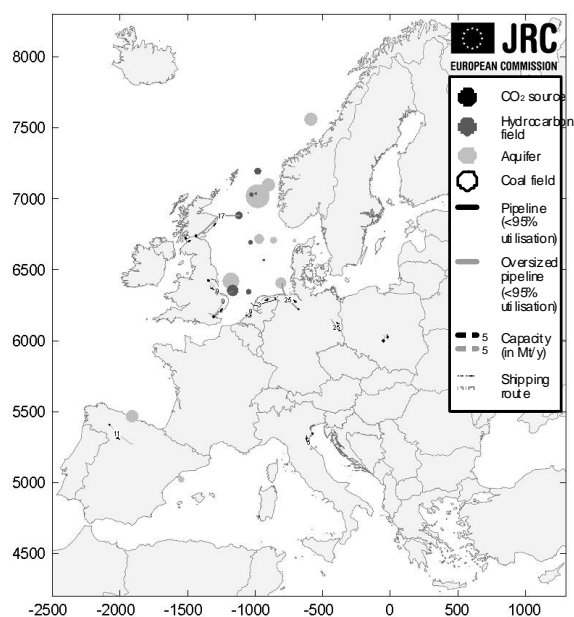 8000
7500
7000
6500
6000
5500
5000
4500
-2500
-2000
-1500
-1000
-500
0
500
1000
JRC
EUROPEAN COMMISSION
CO₂ source
Hydrocarbon
field
Aquifer
Coal field
Pipeline
(<95%
utilisation)
Oversized
pipeline
(<95%
utilisation)
5
5
Capacity
(in Mt/y)
Shipping
route
17
25
25
11